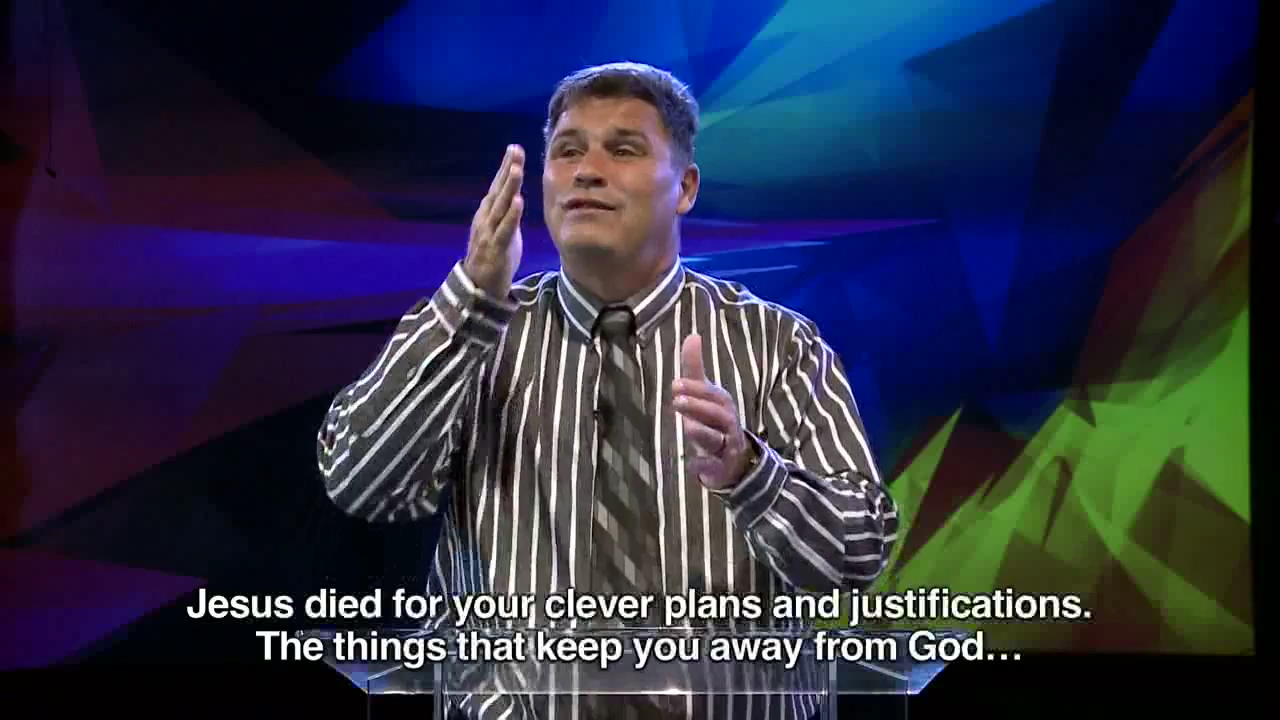 Jesus died for your clever plans and justifications.
The things that keep you away from God...